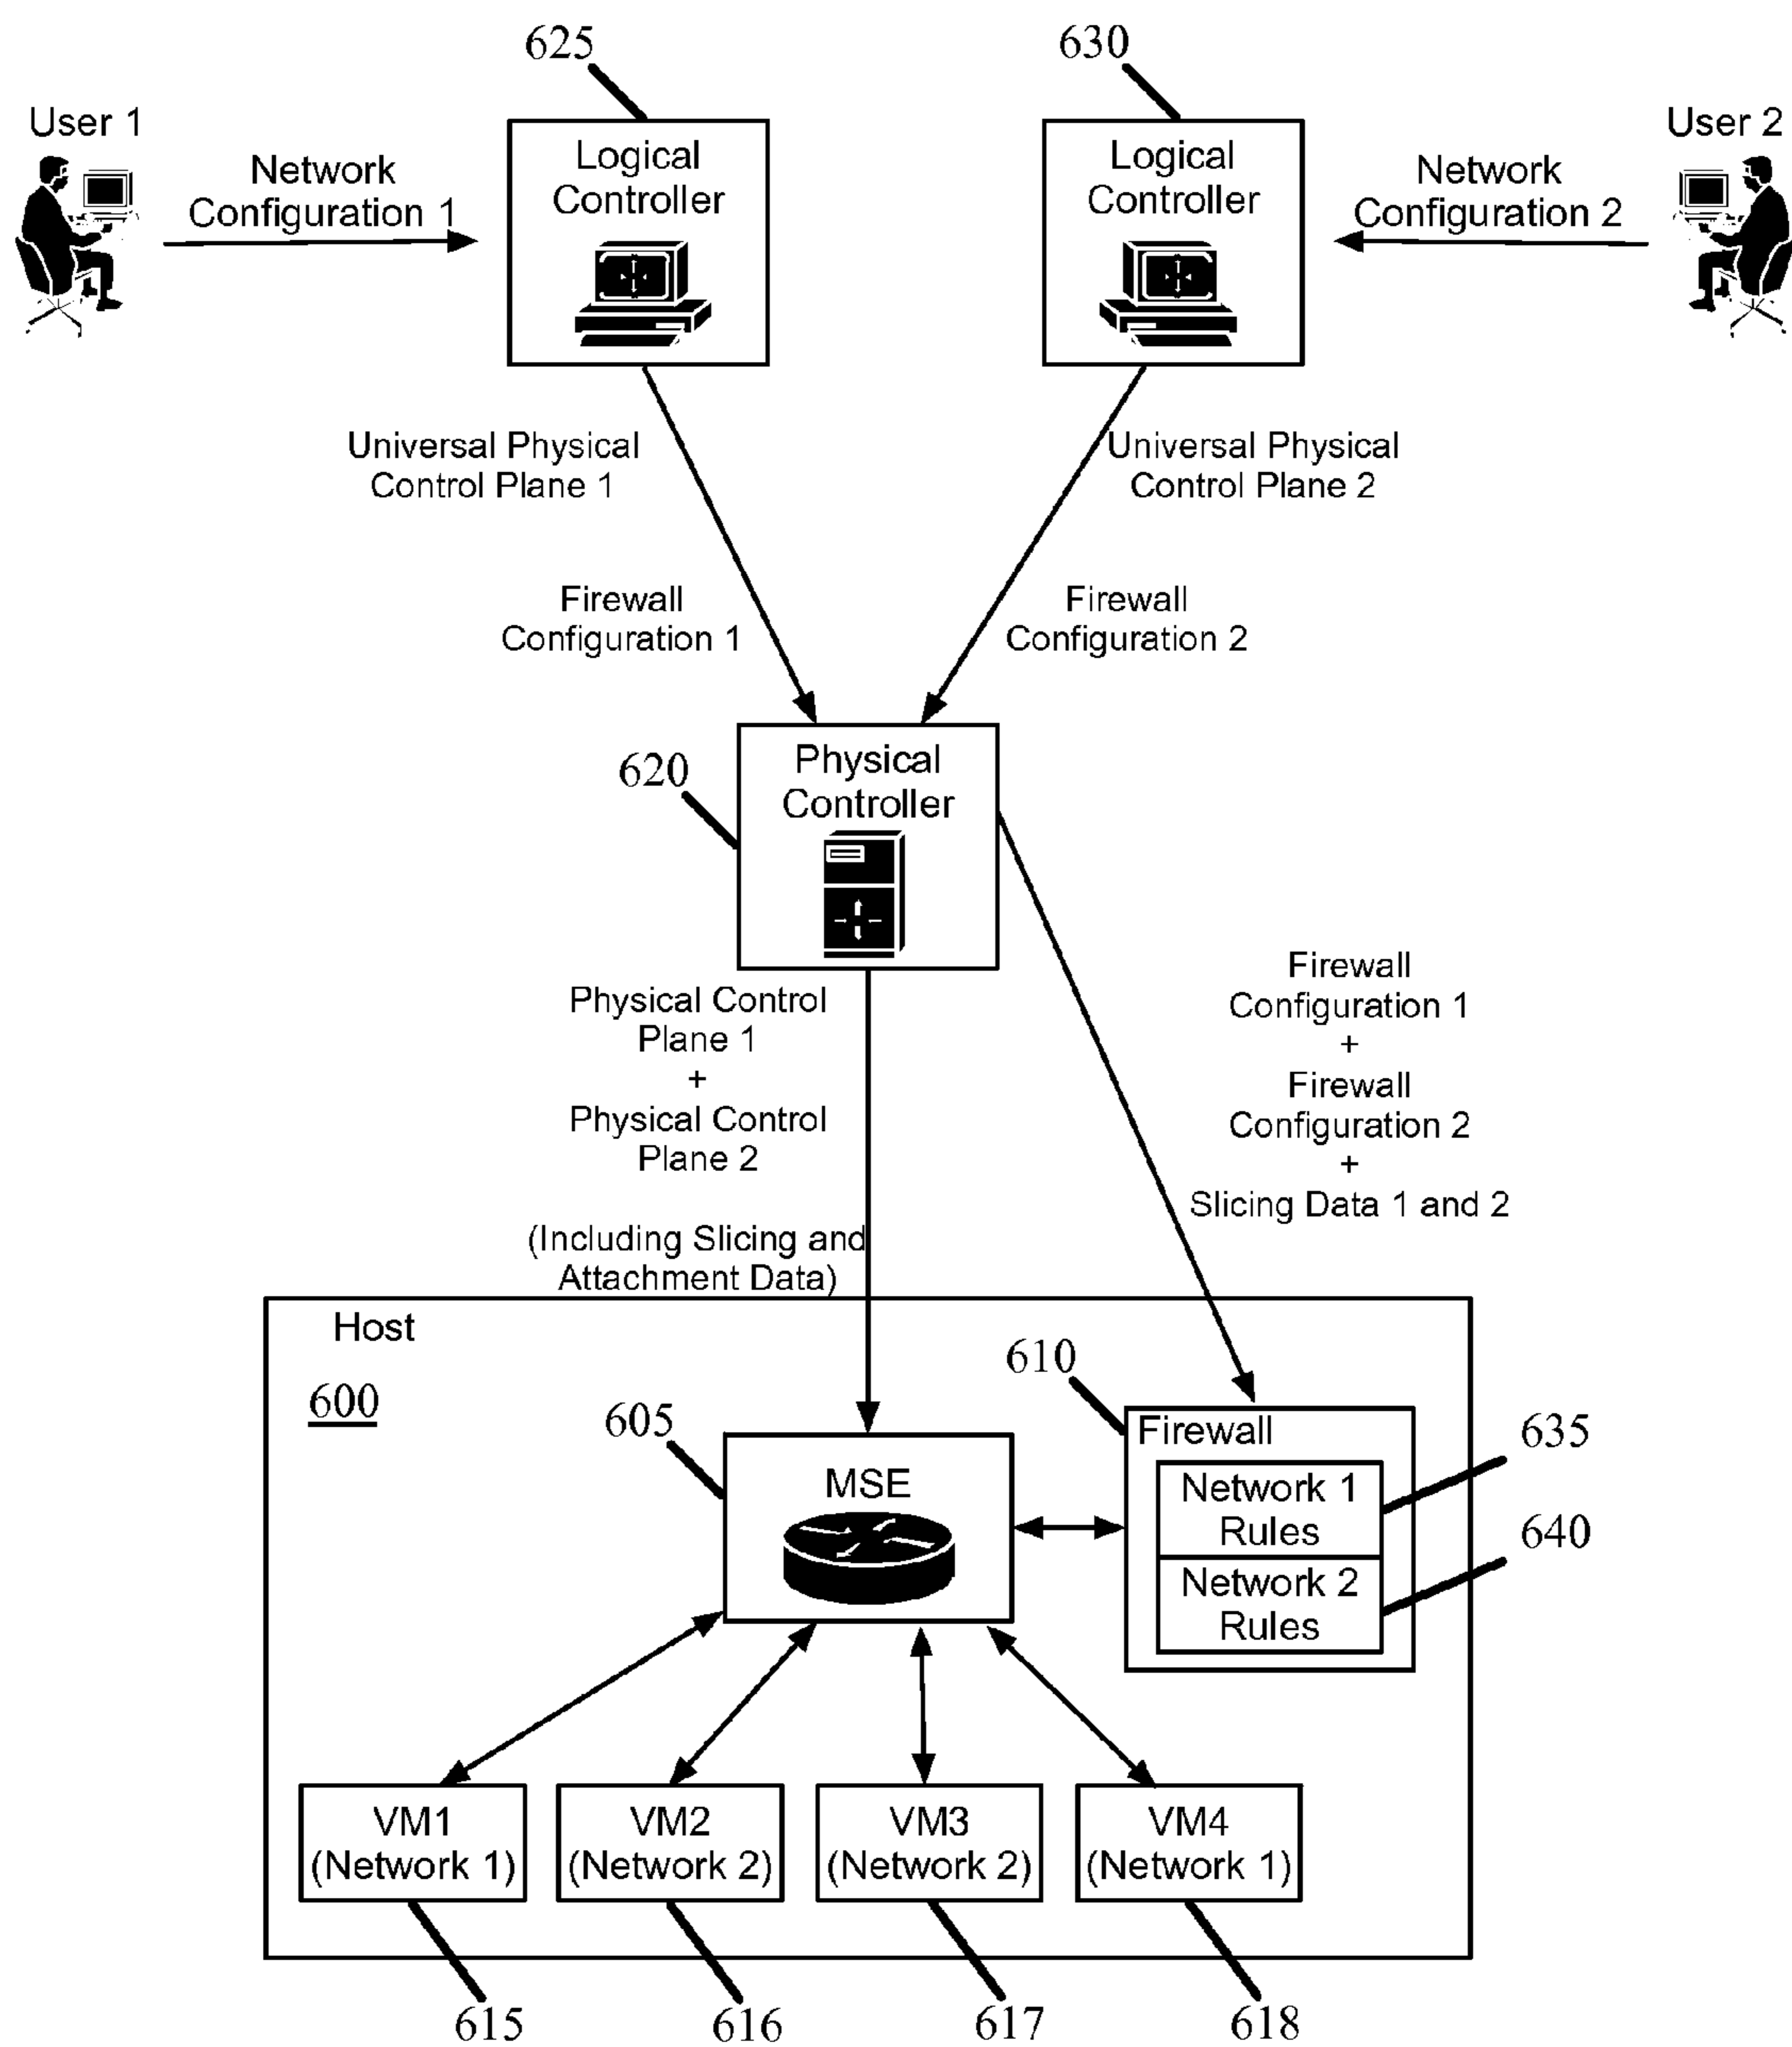 625
630
User 1
User 2
Network
Configuration 1
Logical
Controller
Logical
Controller
Network
Configuration 2
Universal Physical
Control Plane 1
Universal Physical
Control Plane 2
Firewall
Configuration 1
Firewall
Configuration 2
620
Physical
Controller
Physical Control
Plane 1
+
Physical Control
Plane 2
(Including Slicing and
Attachment Data)
Firewall
Configuration 1
+
Firewall
Configuration 2
+
Slicing Data 1 and 2
Host
600
605
MSE
610
Firewall
Network 1
Rules
Network 2
Rules
635
640
VM1
(Network 1)
VM2
(Network 2)
VM3
(Network 2)
VM4
(Network 1)
615
616
617
618